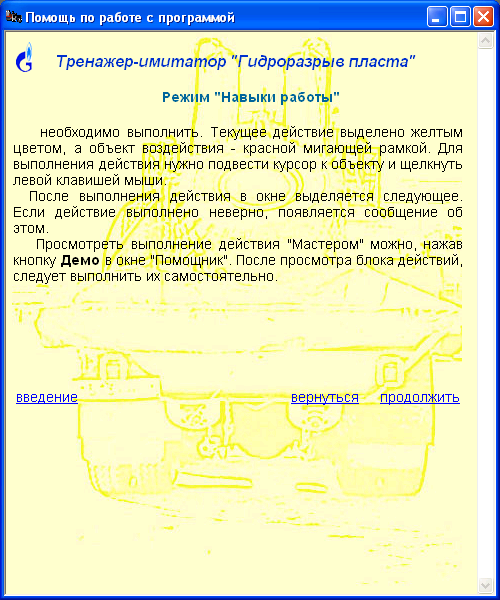 Помощь по работе с программой
Тренажер-имитатор "Гидроразрыв пласта"
Режим "Навыки работы"
необходимо выполнить. Текущее действие выделено желтым
цветом, а объект воздействия - красной мигающей рамкой. Для
выполнения действия нужно подвести курсор к объекту и щелкнуть
левой клавишей мыши.
После выполнения действия в окне выделяется следующее.
Если действие выполнено неверно, появляется сообщение об
этом.
Просмотреть выполнение действия "Мастером" можно, нажав
кнопку Демо в окне "Помощник". После просмотра блока действий,
следует выполнить их самостоятельно.
введение вернуться продолжить